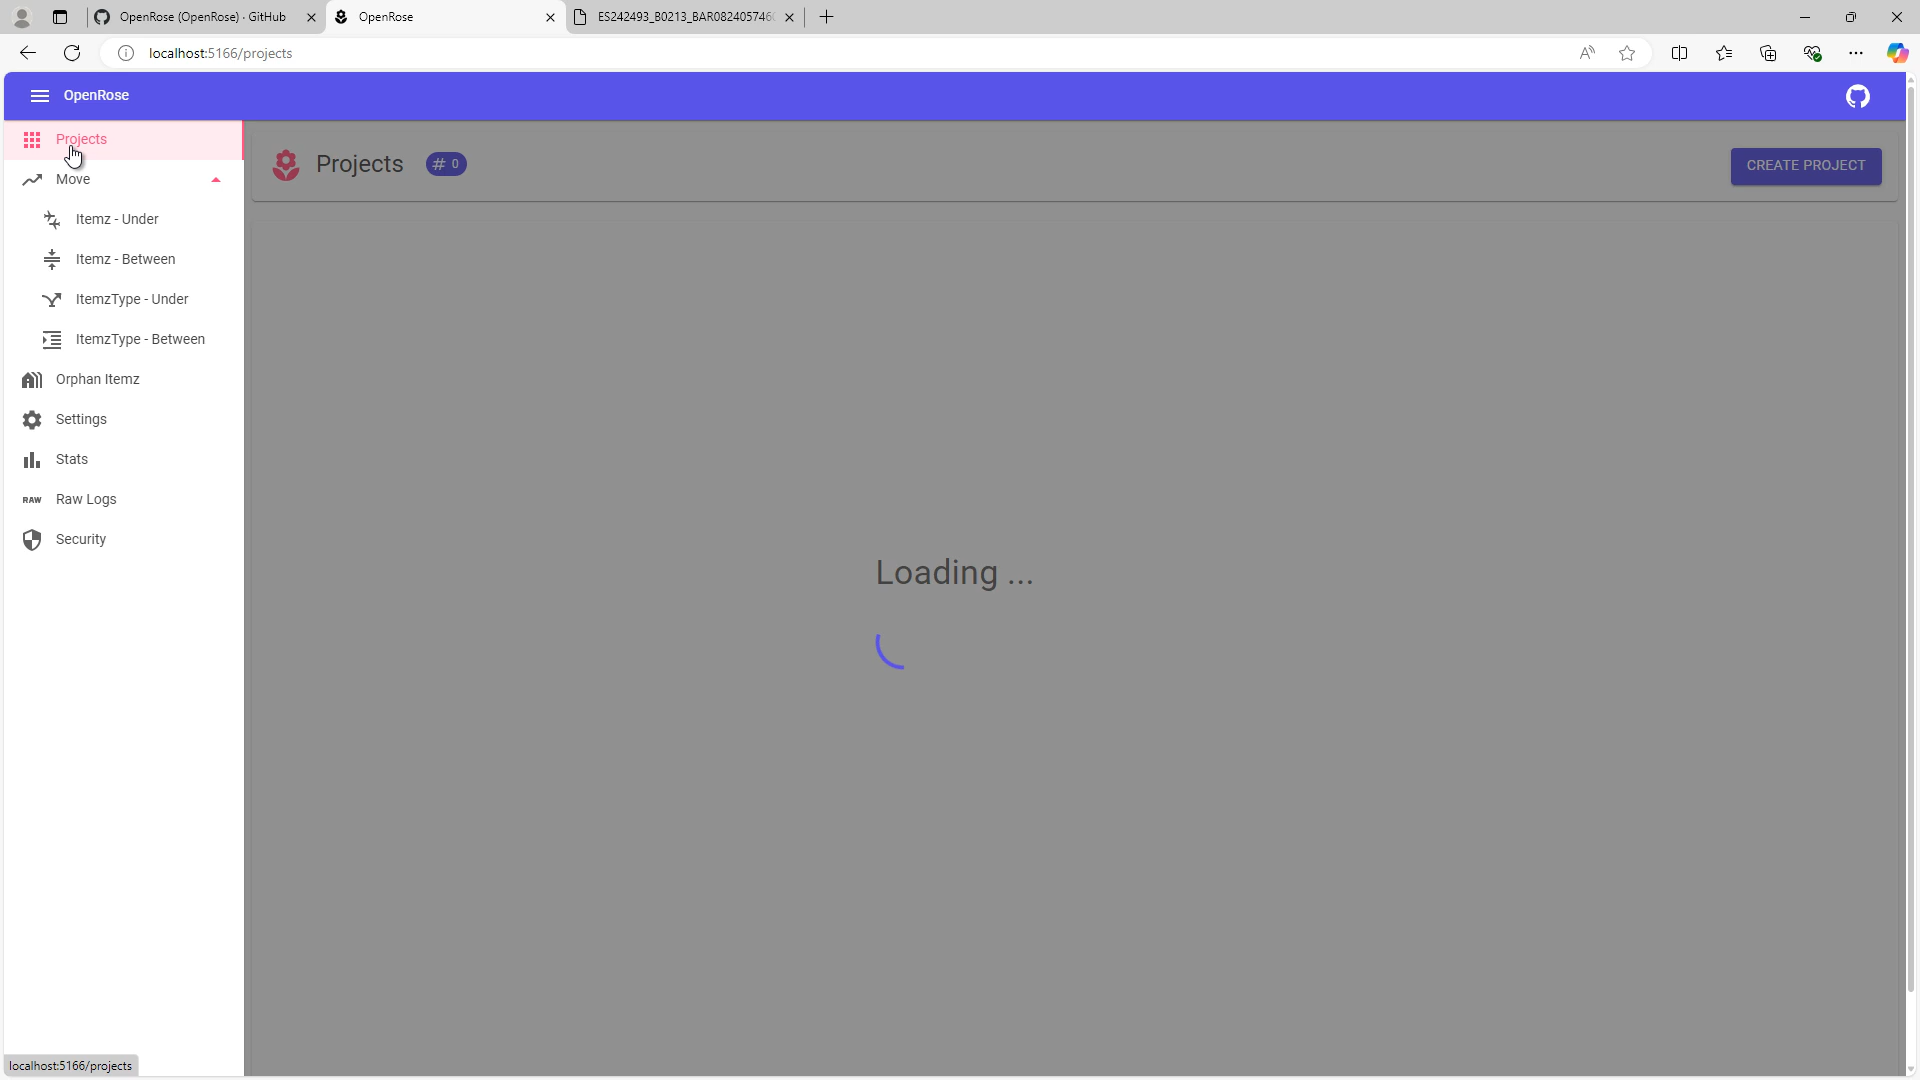 OpenRose (OpenRose) · GitHub
OpenRose
ES242493_B0213_BAR082405746
localhost:5166/projects
OpenRose
Projects
Projects
# 0
CREATE PROJECT
Move
Itemz - Under
Itemz - Between
ItemzType - Under
ItemzType - Between
Orphan Itemz
Settings
Stats
RAW Raw Logs
Security
Loading ...
localhost:5166/projects